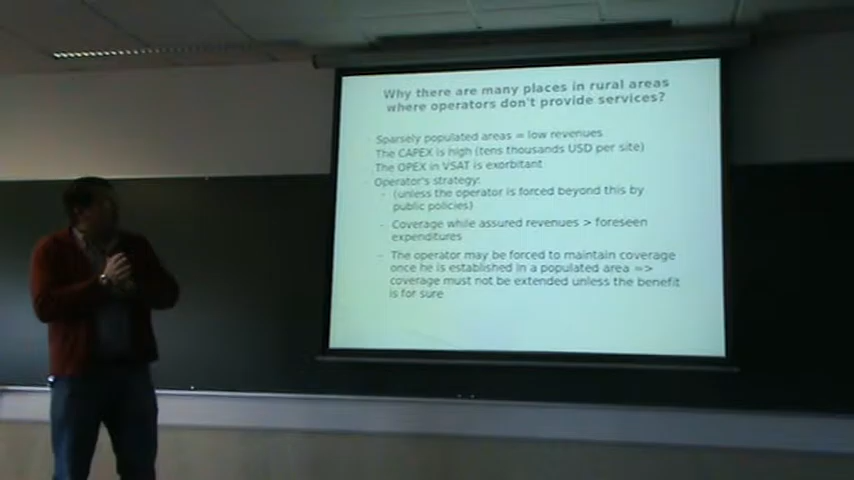 Why there are many places in rural areas
where operators don't provide services?
Sparsely populated areas = low revenues
The CAPEX is high (tens thousands USD per site)
The OPEX in VSAT is exorbitant
Operator's strategy:
- (unless the operator is forced beyond this by
public policies)
- Coverage while assured revenues > foreseen
expenditures
- The operator may be forced to maintain coverage
once he is established in a populated area =>
coverage must not be extended unless the benefit
is for sure